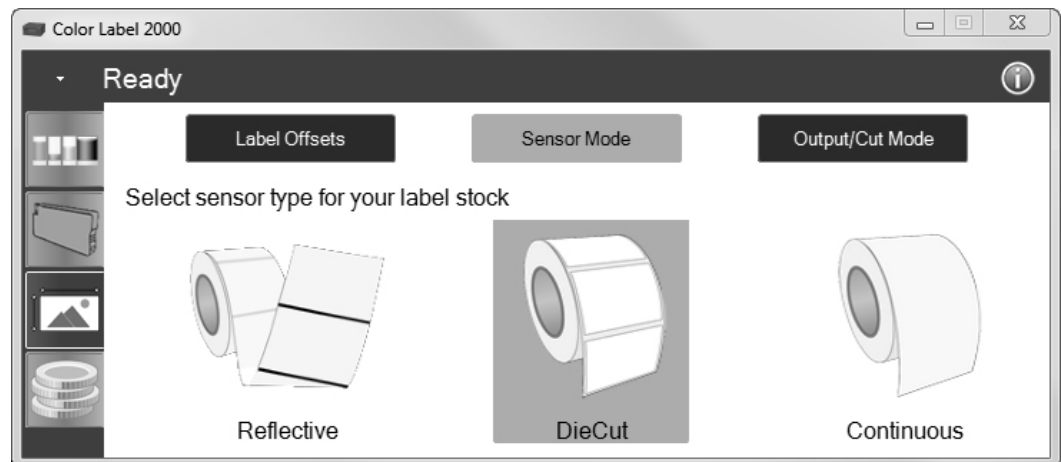 Color Label 2000
Ready
Label Offsets Sensor Mode Output/Cut Mode
Select sensor type for your label stock
Reflective DieCut Continuous